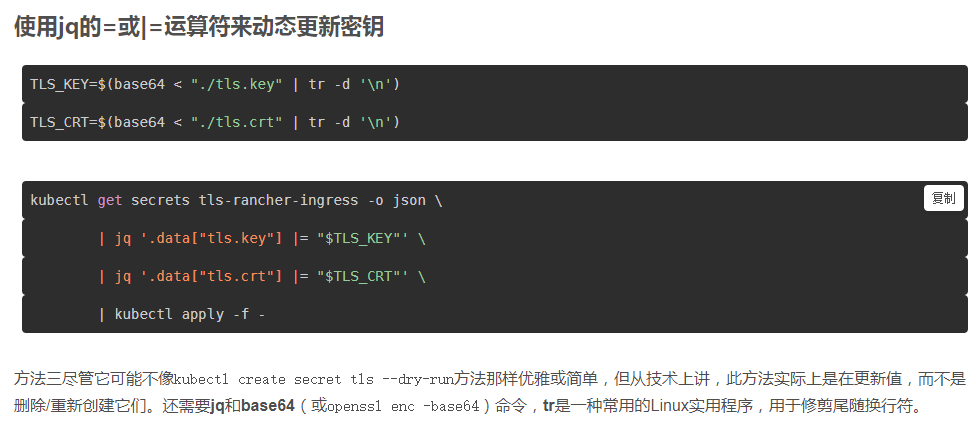 使用jq的=或|=运算符来动态更新密钥
TLS_KEY=$(base64 < "./tls.key" | tr -d '\n')
TLS_CRT=$(base64 < "./tls.crt" | tr -d '\n')
kubectl get secrets tls-rancher-ingress -o json \
复制
| jq '.data["tls.key"] |= "$TLS_KEY"' \
| jq '.data["tls.crt"] |= "$TLS_CRT"' \
| kubectl apply -f -
方法三尽管它可能不像kubectl create secret tls --dry-run方法那样优雅或简单，但从技术上讲，此方法实际上是在更新值，而不是
删除/重新创建它们。还需要jq和base64（或openssl enc -base64）命令，tr是一种常用的Linux实用程序，用于修剪尾随换行符。